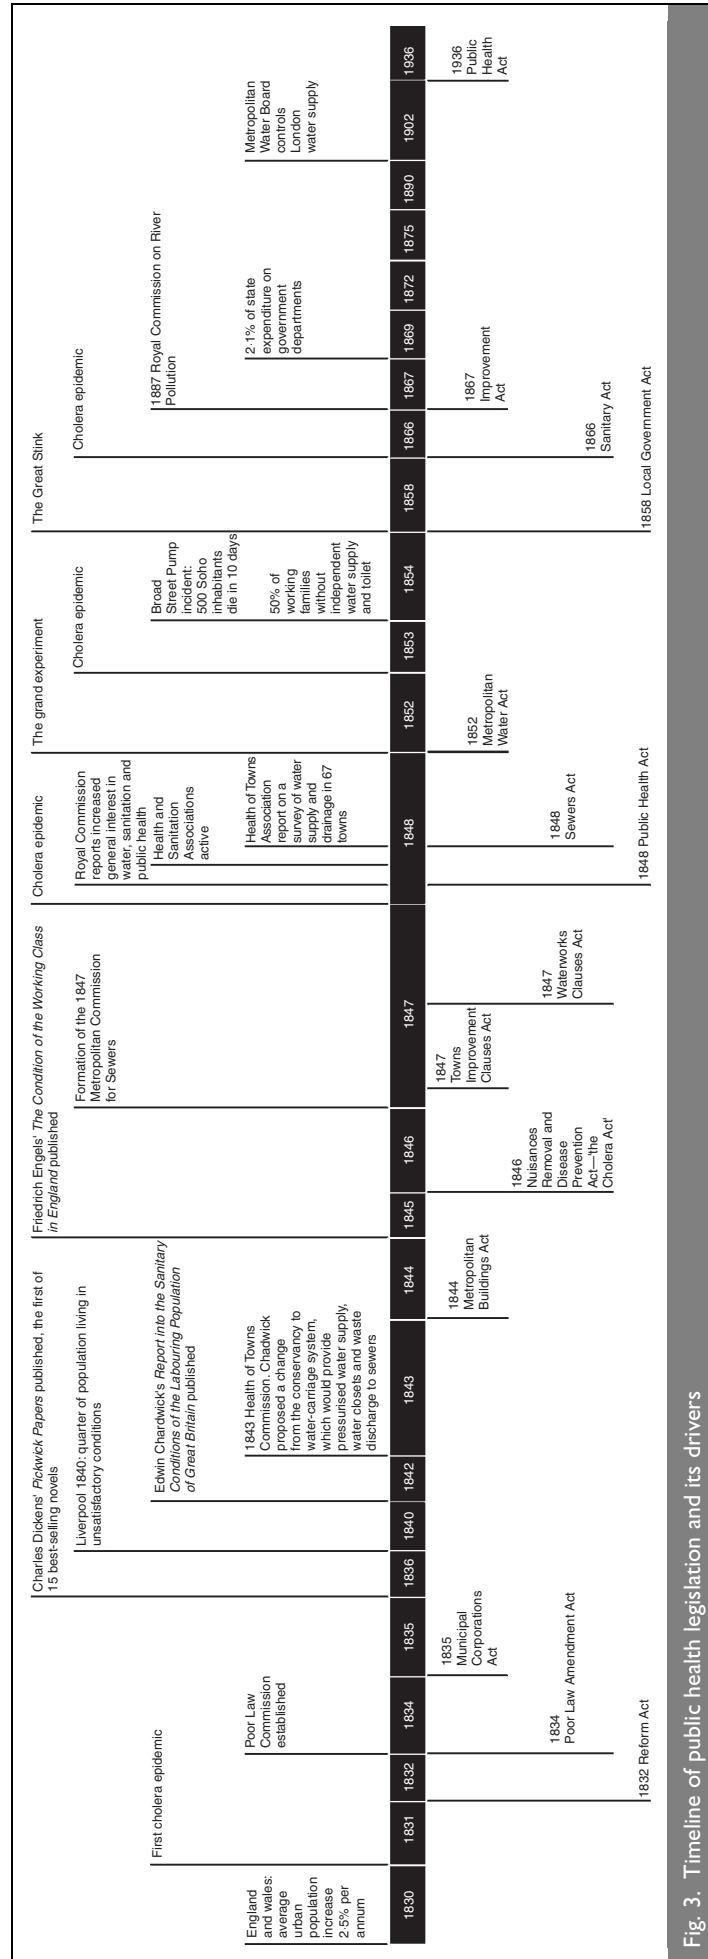 England
and wales:
average
urban
population
increase
2·5% per
annum
First cholera epidemic
Poor Law
Commission
established
Charles Dickens' Pickwick Papers published, the first of
15 best-selling novels
Liverpool 1840: quarter of population living in
unsatisfactory conditions
Edwin Chardwick's Report into the Sanitary
Conditions of the Labouring Population
of Great Britain published
1843 Health of Towns
Commission. Chadwick
proposed a change
from the conservancy to
water-carriage system,
which would provide
pressurised water supply,
water closets and waste
discharge to sewers
Friedrich Engels' The Condition of the Working Class
in England published
Formation of the 1847
Metropolitan Commission
for Sewers
Cholera epidemic
Royal Commission
reports increased
general interest in
water, sanitation and
public health
Health and
Sanitation
Associations
active
Health of Towns
Association
report on a
survey of water
supply and
drainage in 67
towns
The grand experiment
Cholera epidemic
Broad
Street Pump
incident:
500 Soho
inhabitants
die in 10 days
50% of
working
families
without
independent
water supply
and toilet
The Great Stink
Cholera epidemic
1887 Royal Commission on River
Pollution
2·1% of state
expenditure on
government
departments
Metropolitan
Water Board
controls
London
water supply
1830
1831
1832
1834
1835
1836
1840
1842
1843
1844
1845
1846
1847
1848
1852
1853
1854
1858
1866
1867
1869
1872
1875
1890
1902
1936
1832 Reform Act
1834
Poor Law Amendment Act
1835
Municipal
Corporations
Act
1844
Metropolitan
Buildings Act
1846
Nuisances
Removal and
Disease
Prevention
Act—'the
Cholera Act'
1847
Towns
Improvement
Clauses Act
1847
Waterworks
Clauses Act
1848 Public Health Act
1848
Sewers Act
1852
Metropolitan
Water Act
1858 Local Government Act
1866
Sanitary Act
1867
Improvement
Act
1936
Public
Health
Act
Fig. 3. Timeline of public health legislation and its drivers